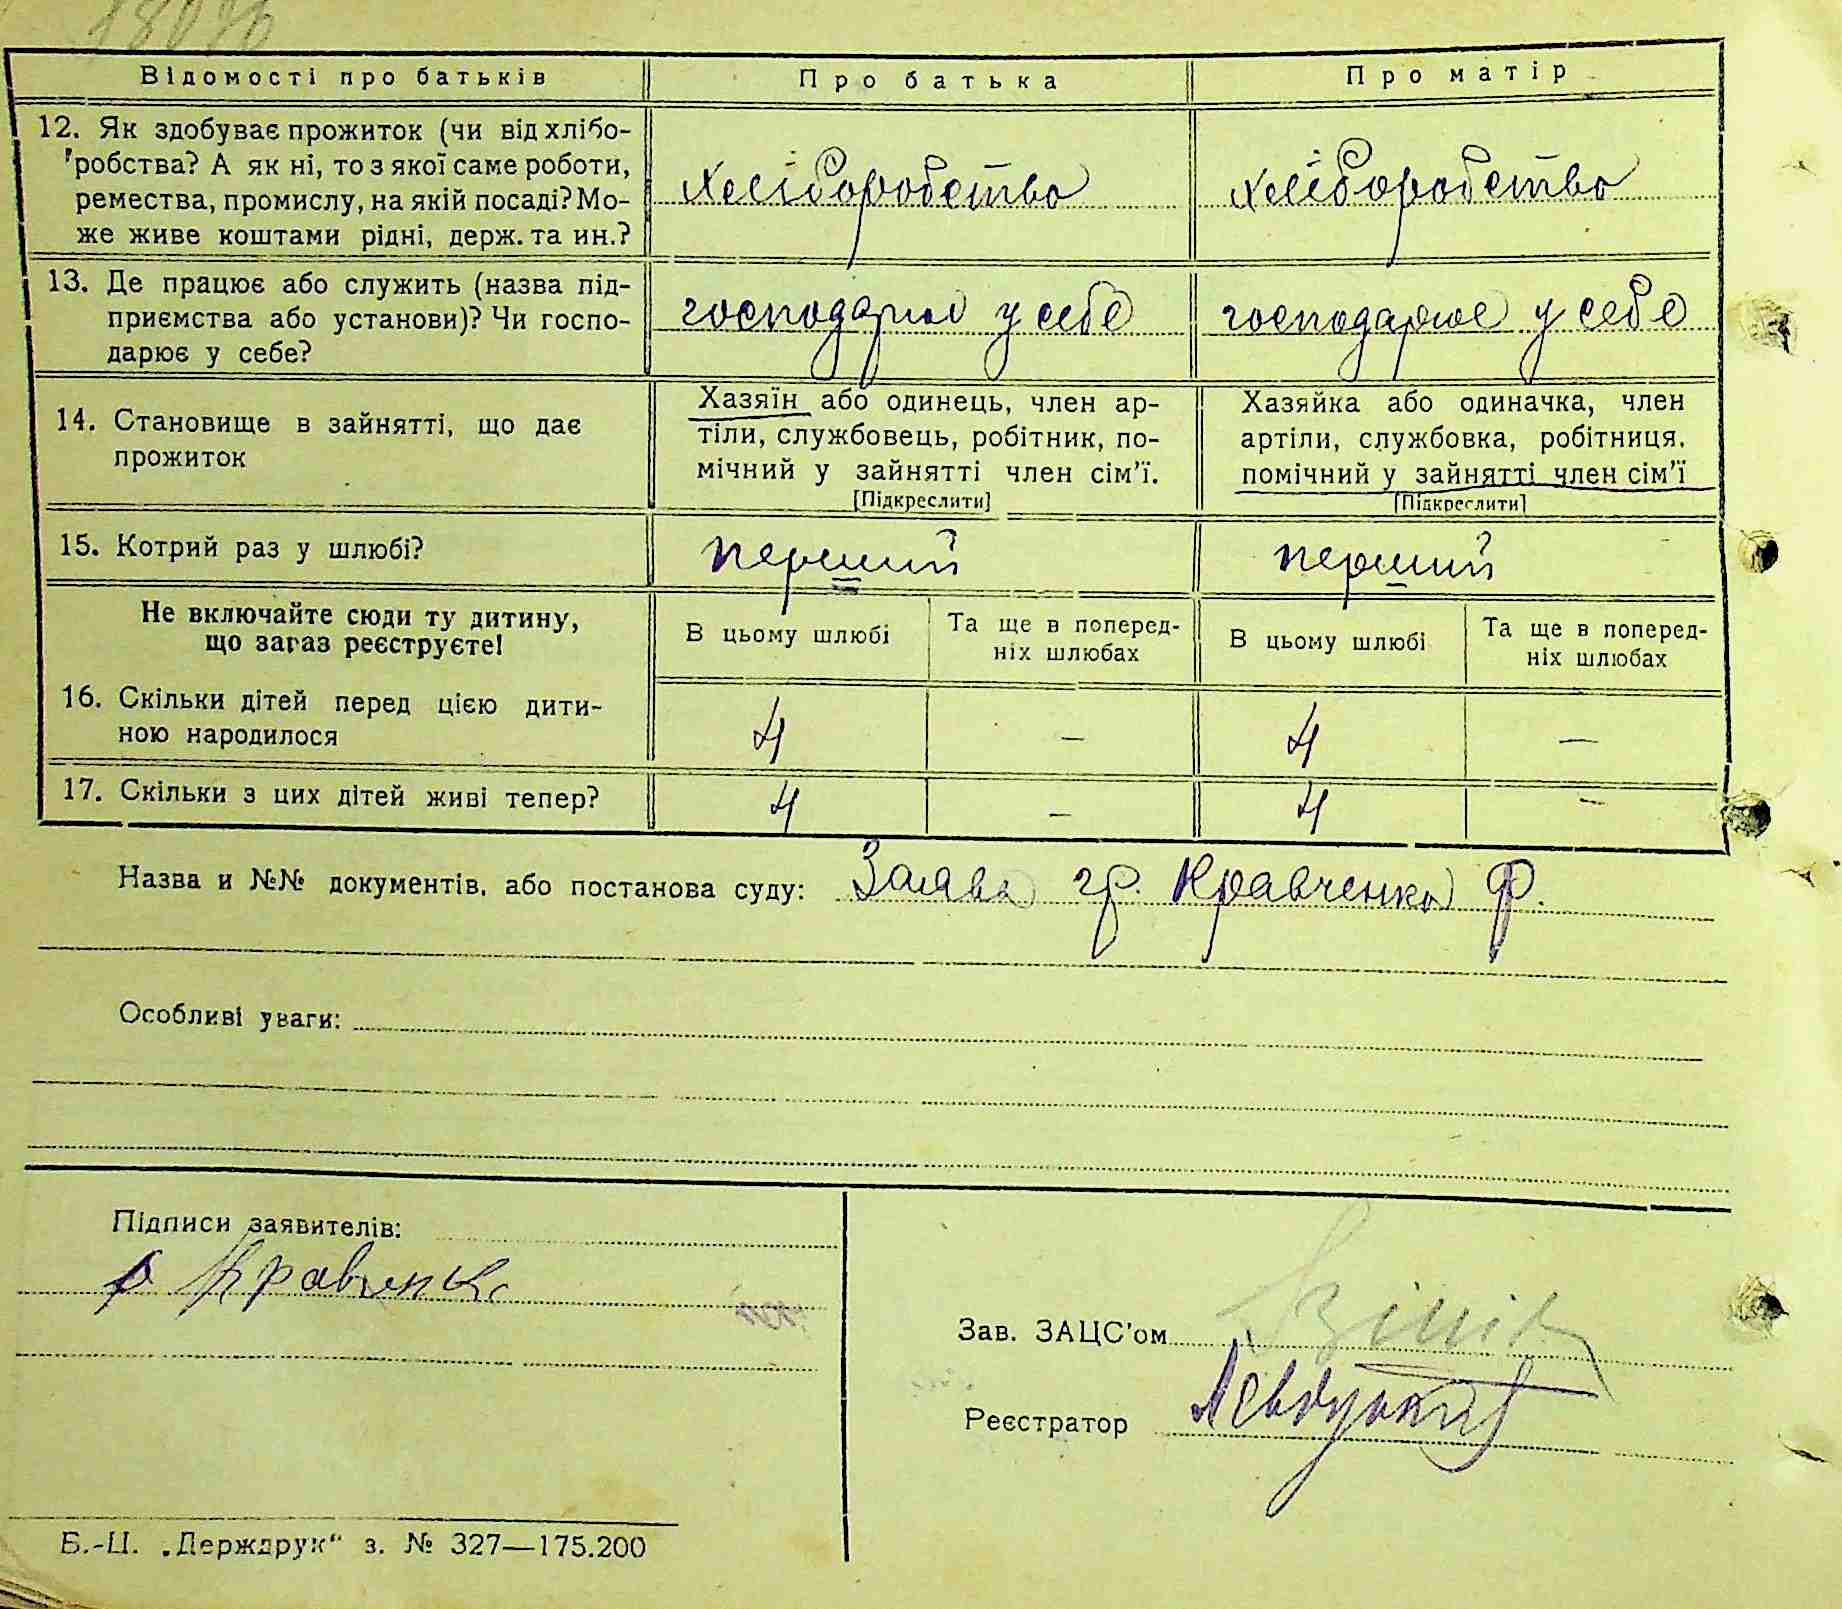 Відомості про батьків Про батька Про матір
12. Як здобуває прожиток (чи від хлібо-
робства? А як ні, то з якої саме роботи,
ремества, промислу, на якій посаді? Мо-
же живе коштами рідні, держ. та ин.?
хліборобство хліборобство
13. Де працює або служить (назва під-
приємства або установи)? Чи госпо-
дарює у себе?
господарює у себе господарює у себе
14. Становище в зайнятті, що дає
прожиток
Хазяїн або одинець, член ар-
тіли, службовець, робітник, по-
мічний у зайнятті член сім'ї.
[Підкреслити]
Хазяйка або одиначка, член
артіли, службовка, робітниця,
помічний у зайнятті член сім'ї
[Підкреслити]
15. Котрий раз у шлюбі? перший перший
Не включайте сюди ту дитину,
що зараз реєструєте!
В цьому шлюбі
Та ще в поперед-
ніх шлюбах
В цьому шлюбі
Та ще в поперед-
ніх шлюбах
16. Скільки дітей перед цією дити-
ною народилося
4 — 4 —
17. Скільки з цих дітей живі тепер? 4 — 4 —
Назва и №№ документів, або постанова суду: Заява гр. Кравченко Ф.
Особливі уваги:
Підписи заявителів:
Кравченко
Зав. ЗАЦС'ом
Реєстратор
Б.-Ц. „Держдрук“ з. № 327—175.200